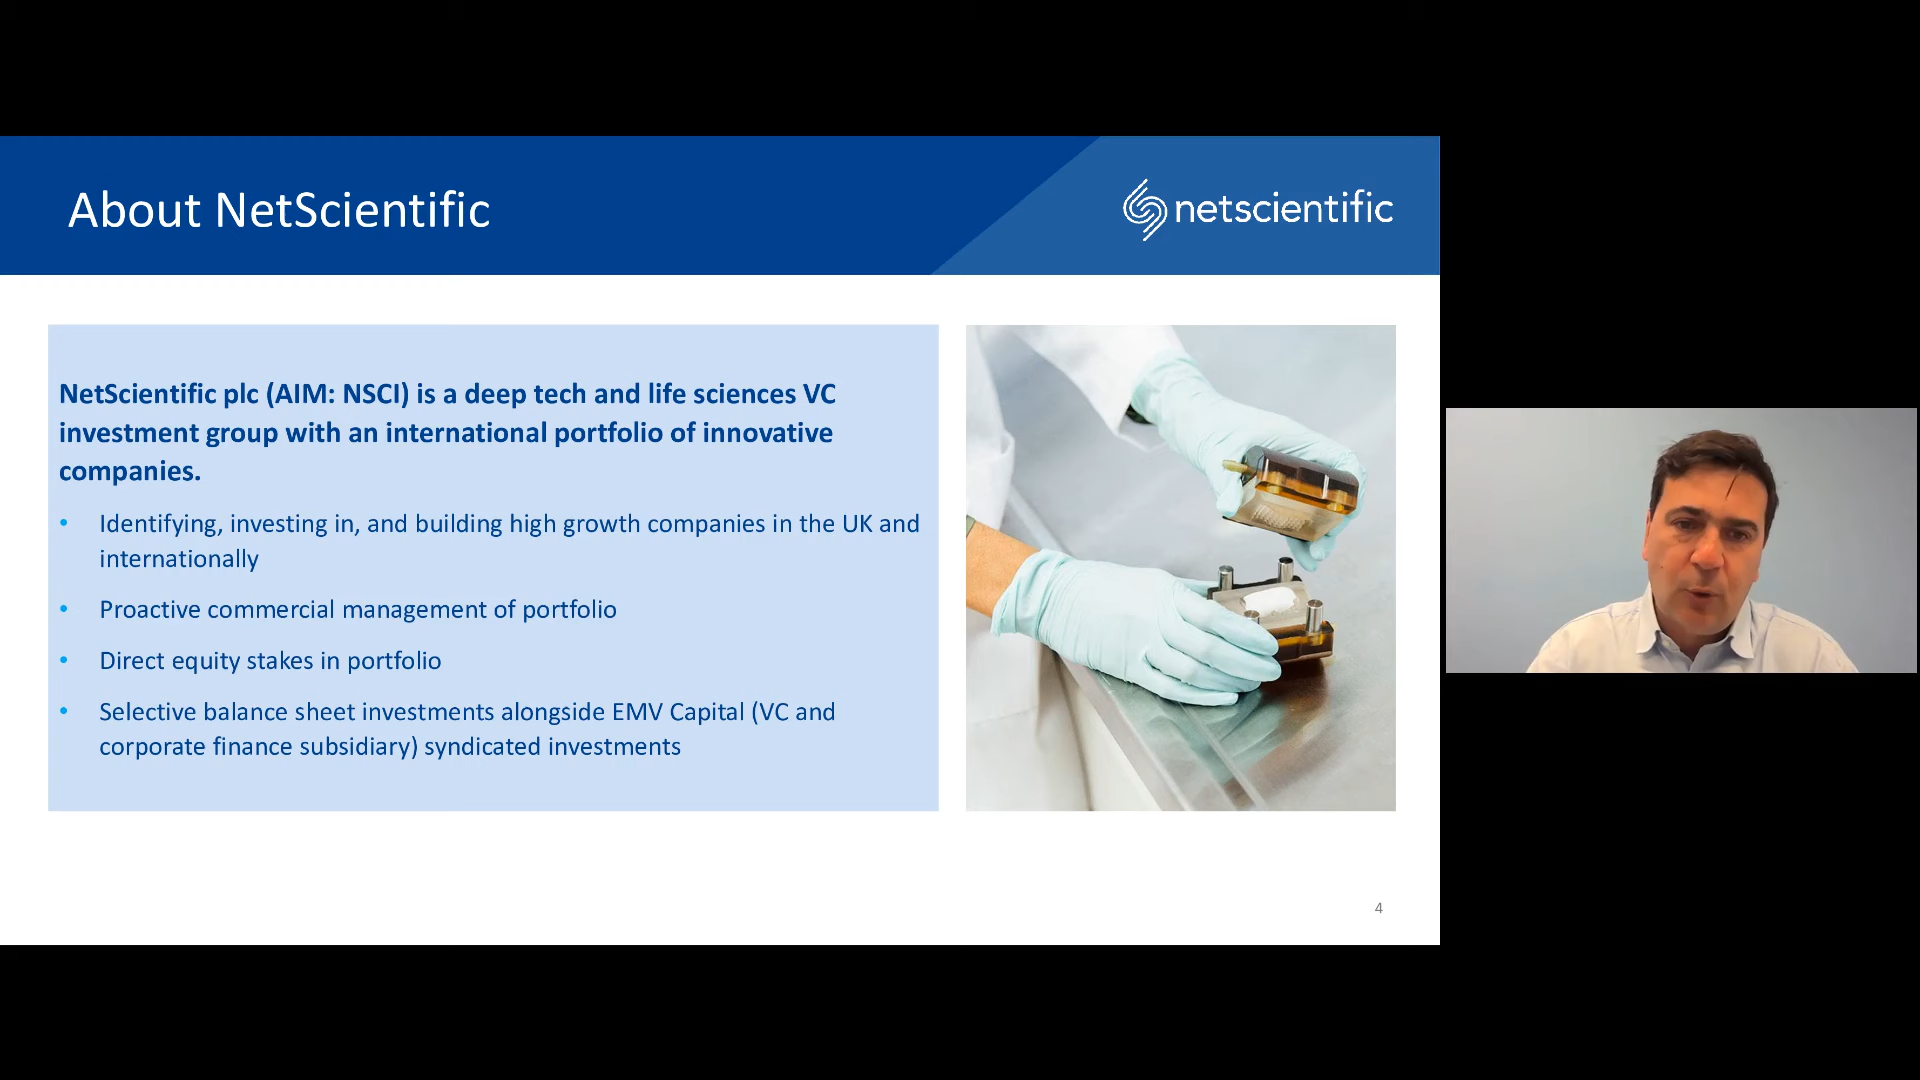 About NetScientific
netscientific
NetScientific plc (AIM: NSCI) is a deep tech and life sciences VC
investment group with an international portfolio of innovative
companies.
• Identifying, investing in, and building high growth companies in the UK and
internationally
• Proactive commercial management of portfolio
• Direct equity stakes in portfolio
• Selective balance sheet investments alongside EMV Capital (VC and
corporate finance subsidiary) syndicated investments
4